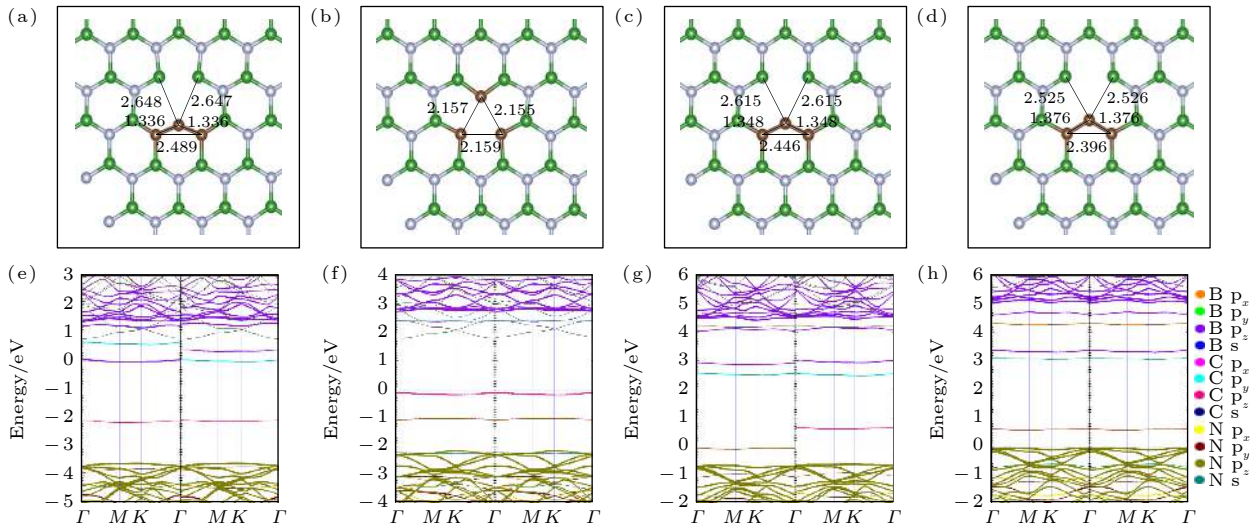 (a) (b) (c) (d)
2.648 2.647
1.336 1.336
2.489
2.157 2.155
2.159
2.615 2.615
1.348 1.348
2.446
2.525 2.526
1.376 1.376
2.396
(e) (f) (g) (h)
Energy/eV
3
2
1
0
−1
−2
−3
−4
−5
Γ M K Γ M K Γ
Energy/eV
4
3
2
1
0
−1
−2
−3
−4
Γ M K Γ M K Γ
Energy/eV
6
5
4
3
2
1
0
−1
−2
Γ M K Γ M K Γ
Energy/eV
6
5
4
3
2
1
0
−1
−2
Γ M K Γ M K Γ
B px
B py
B pz
B s
C px
C py
C pz
C s
N px
N py
N pz
N s